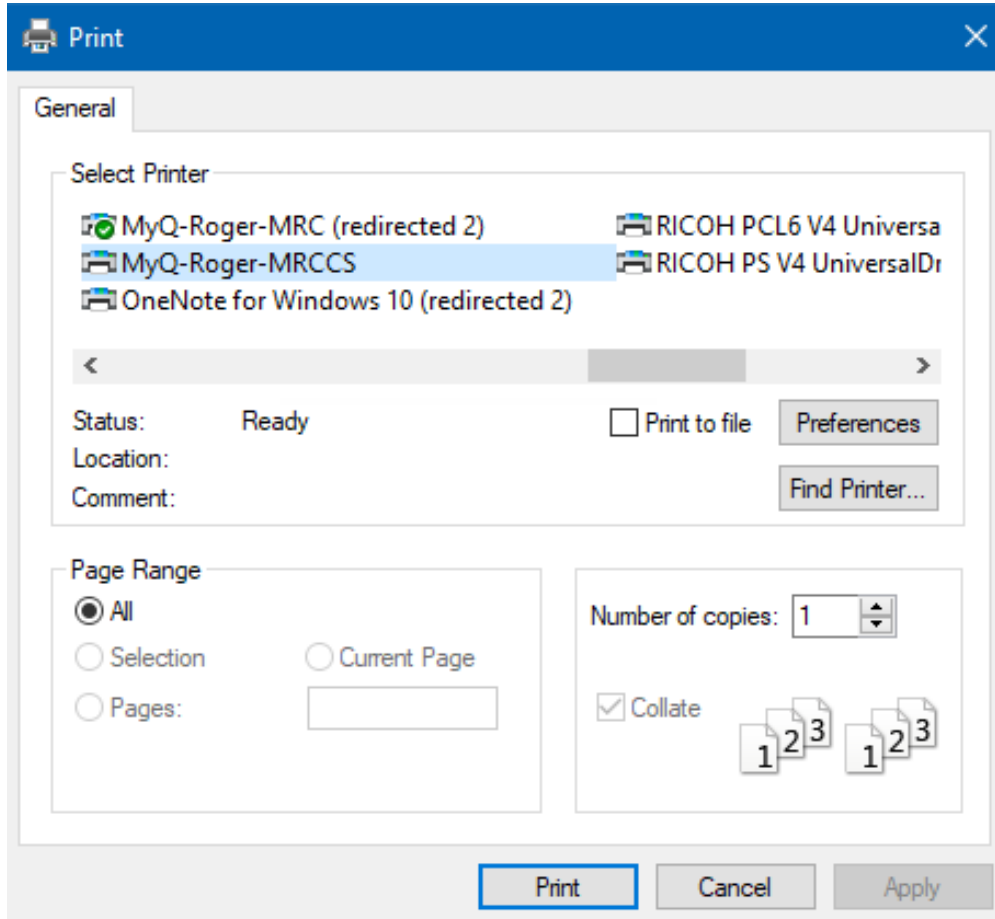 Print
General
Select Printer
MyQ-Roger-MRC (redirected 2)
RICOH PCL6 V4 Universa
MyQ-Roger-MRCCS
RICOH PS V4 UniversalDr
OneNote for Windows 10 (redirected 2)
Status: Ready
Print to file
Preferences
Location:
Comment:
Find Printer...
Page Range
All
Number of copies: 1
Selection
Current Page
Pages:
Collate
1 2 3 1 2 3
Print
Cancel
Apply